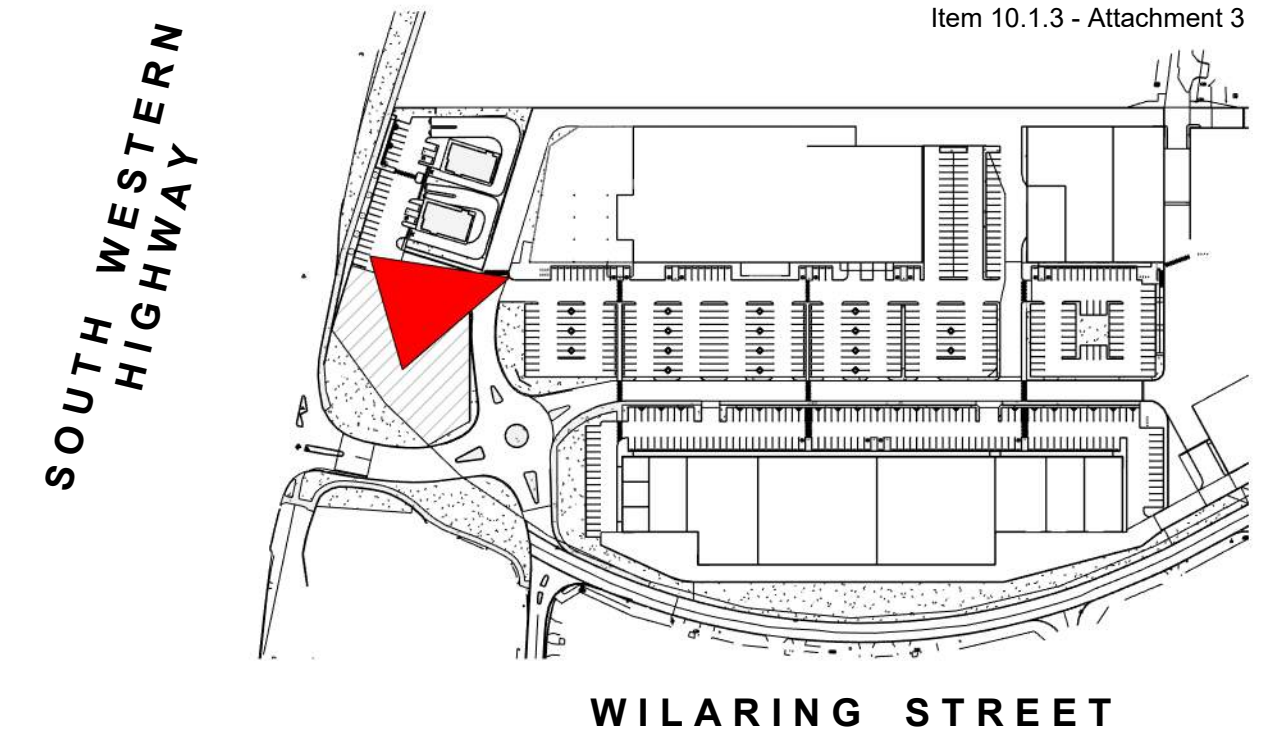 Item 10.1.3 - Attachment 3
SOUTH WESTERN
HIGHWAY
WILARING STREET